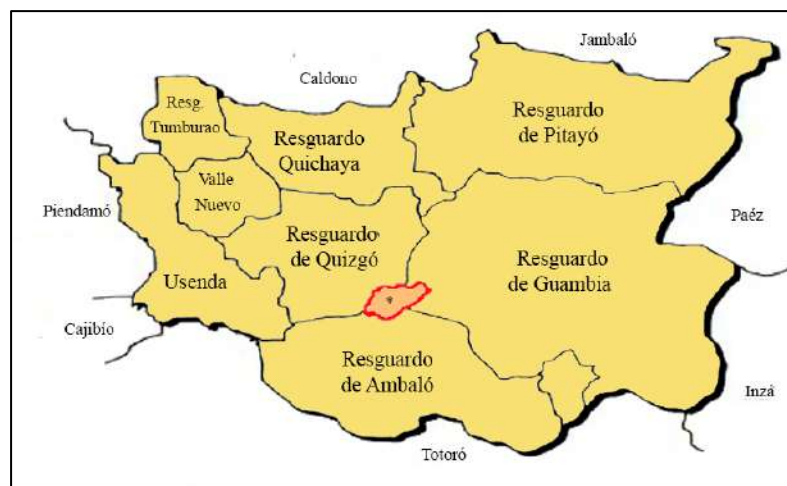 Jambaló
Caldono
Resg.
Tumburao
Resguardo
Quichaya
Resguardo
de Pitayó
Valle
Nuevo
Piendamó
Paéz
Resguardo
de Quizgó
Resguardo
de Guambia
Usenda
Cajibío
Resguardo
de Ambaló
Inzá
Totoró